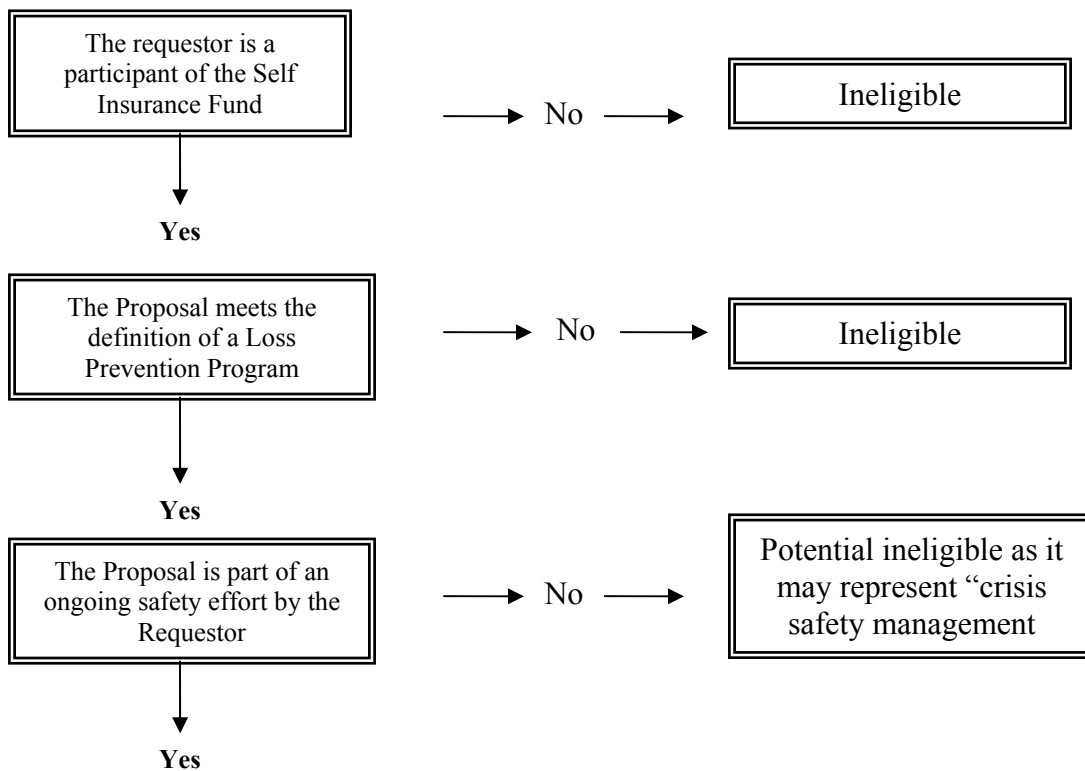 The requestor is a
participant of the Self
Insurance Fund
No
Ineligible
Yes
The Proposal meets the
definition of a Loss
Prevention Program
No
Ineligible
Yes
The Proposal is part of an
ongoing safety effort by the
Requestor
No
Potential ineligible as it
may represent “crisis
safety management
Yes